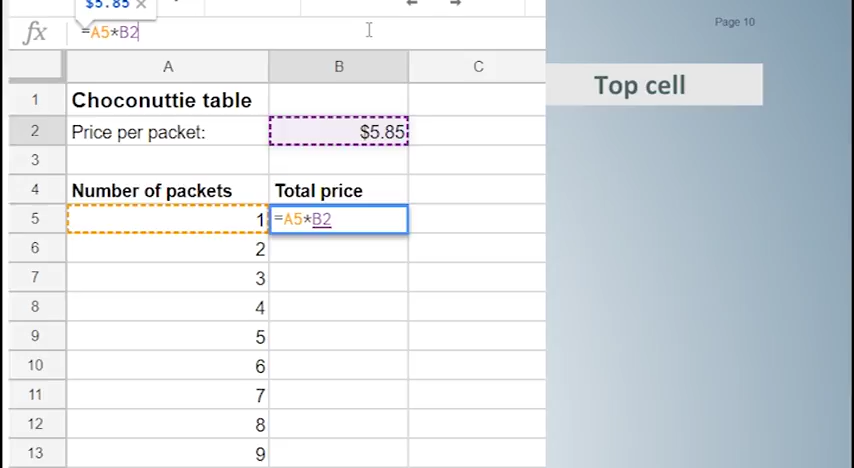 $5.85 ×
fx =A5*B2
Page 10
A B C
Top cell
1 Choconuttie table
2 Price per packet: $5.85
3
4 Number of packets Total price
5 1 =A5*B2
6 2
7 3
8 4
9 5
10 6
11 7
12 8
13 9